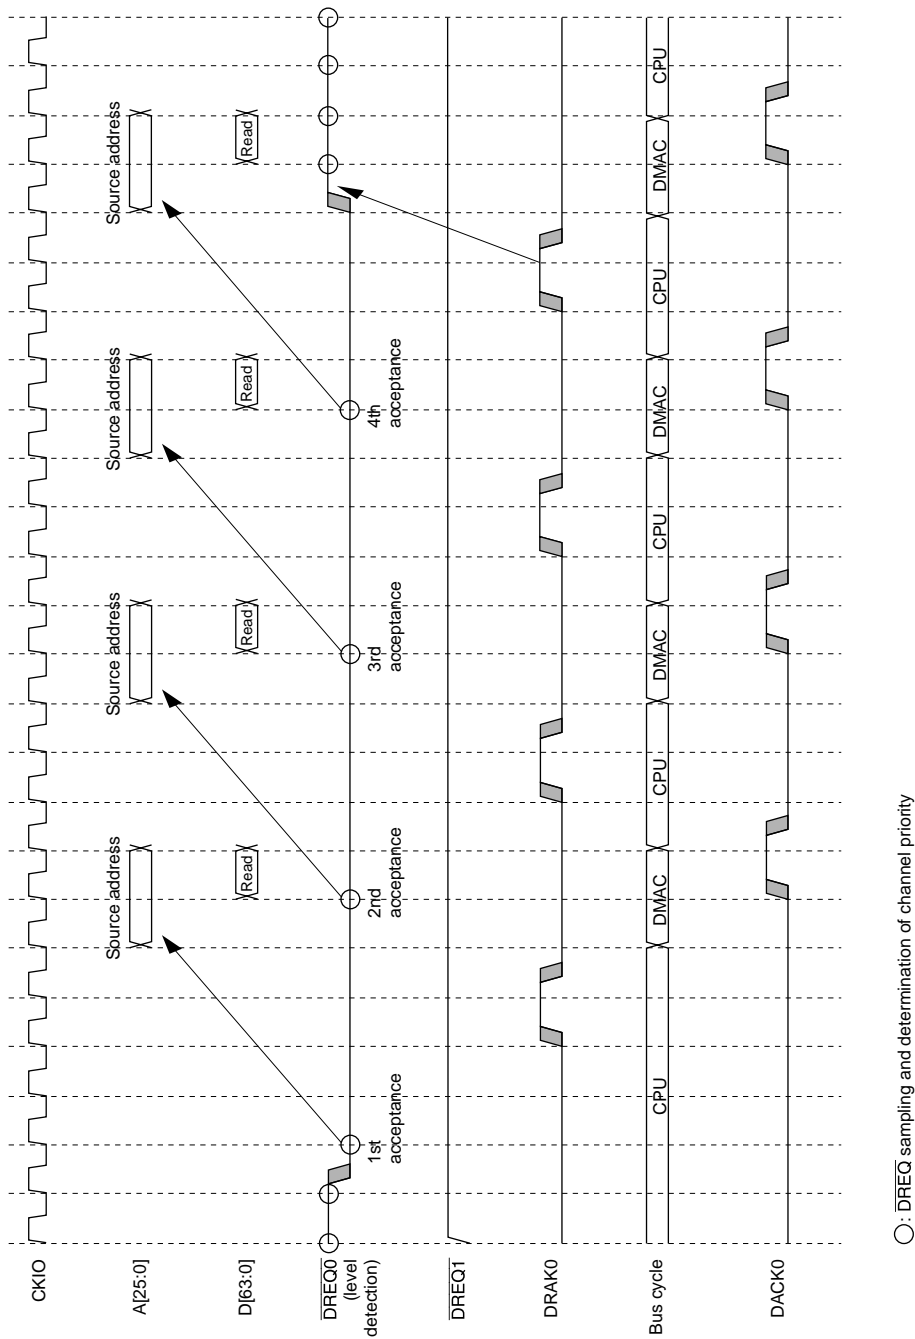 CKIO
A[25:0]
Source address
Source address
Source address
Source address
D[63:0]
Read
Read
Read
Read
DREQ0
(level
detection)
1st
acceptance
2nd
acceptance
3rd
acceptance
4th
acceptance
DREQ1
DRAK0
Bus cycle
CPU
DMAC
CPU
DMAC
CPU
DMAC
CPU
DMAC
CPU
DACK0
: DREQ sampling and determination of channel priority